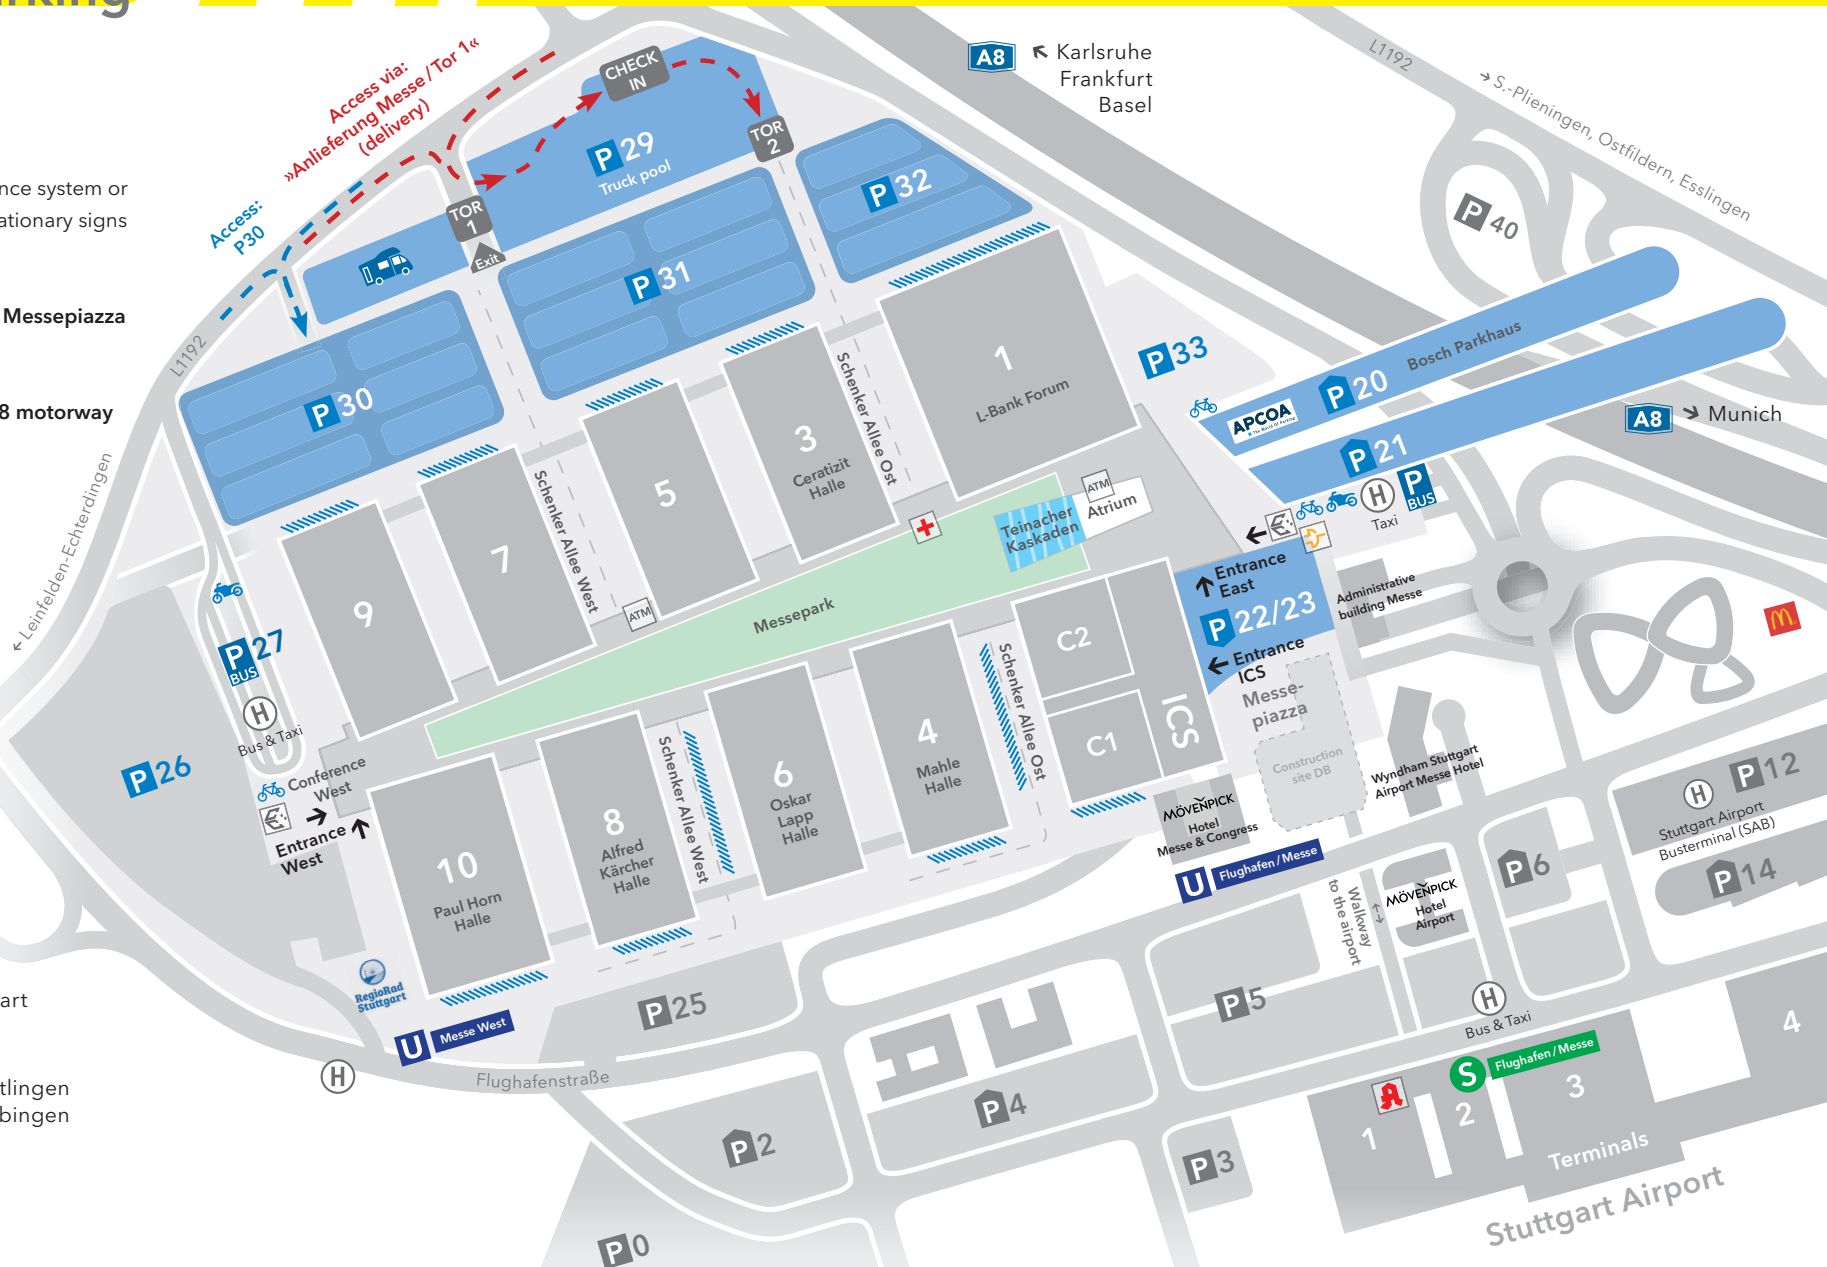 rking
nce system or
ationary signs
Messepiazza
8 motorway
art
tlingen
bingen
Access via:
»Anlieferung Messe / Tor 1«
(delivery)
Access:
P30
CHECK
IN
TOR
1
TOR
2
Exit
P 29
Truck pool
P 30
P 31
P 32
P 33
A8
Karlsruhe
Frankfurt
Basel
L1192
S.-Plieningen, Ostfildern, Esslingen
P 40
Bosch Parkhaus
P 20
APCOA
P 21
A8
Munich
L1192
Leinfelden-Echterdingen
1
L-Bank Forum
3
Ceratizit
Halle
5
7
9
Schenker Allee Ost
Schenker Allee West
ATM
Messepark
Teinacher
Kaskaden
ATM
Atrium
H
Taxi
P
BUS
Entrance
East
P 22/23
Entrance
ICS
Messe-
piazza
Administrative
building Messe
Construction
site DB
Wyndham Stuttgart
Airport Messe Hotel
C2
C1
ICS
Schenker Allee Ost
4
Mahle
Halle
6
Oskar
Lapp
Halle
Schenker Allee West
8
Alfred
Kärcher
Halle
10
Paul Horn
Halle
P
BUS
27
H
Bus & Taxi
P 26
Conference
West
Entrance
West
RegioRad
Stuttgart
U Messe West
H
Flughafenstraße
P 25
MÖVENPICK
Hotel
Messe & Congress
U Flughafen / Messe
Walkway
to the airport
MÖVENPICK
Hotel
Airport
P 6
H
P 12
Stuttgart Airport
Busterminal (SAB)
P 14
P 5
H
Bus & Taxi
S Flughafen / Messe
P 4
P 2
P 3
P 0
1
2
3
4
Terminals
Stuttgart Airport